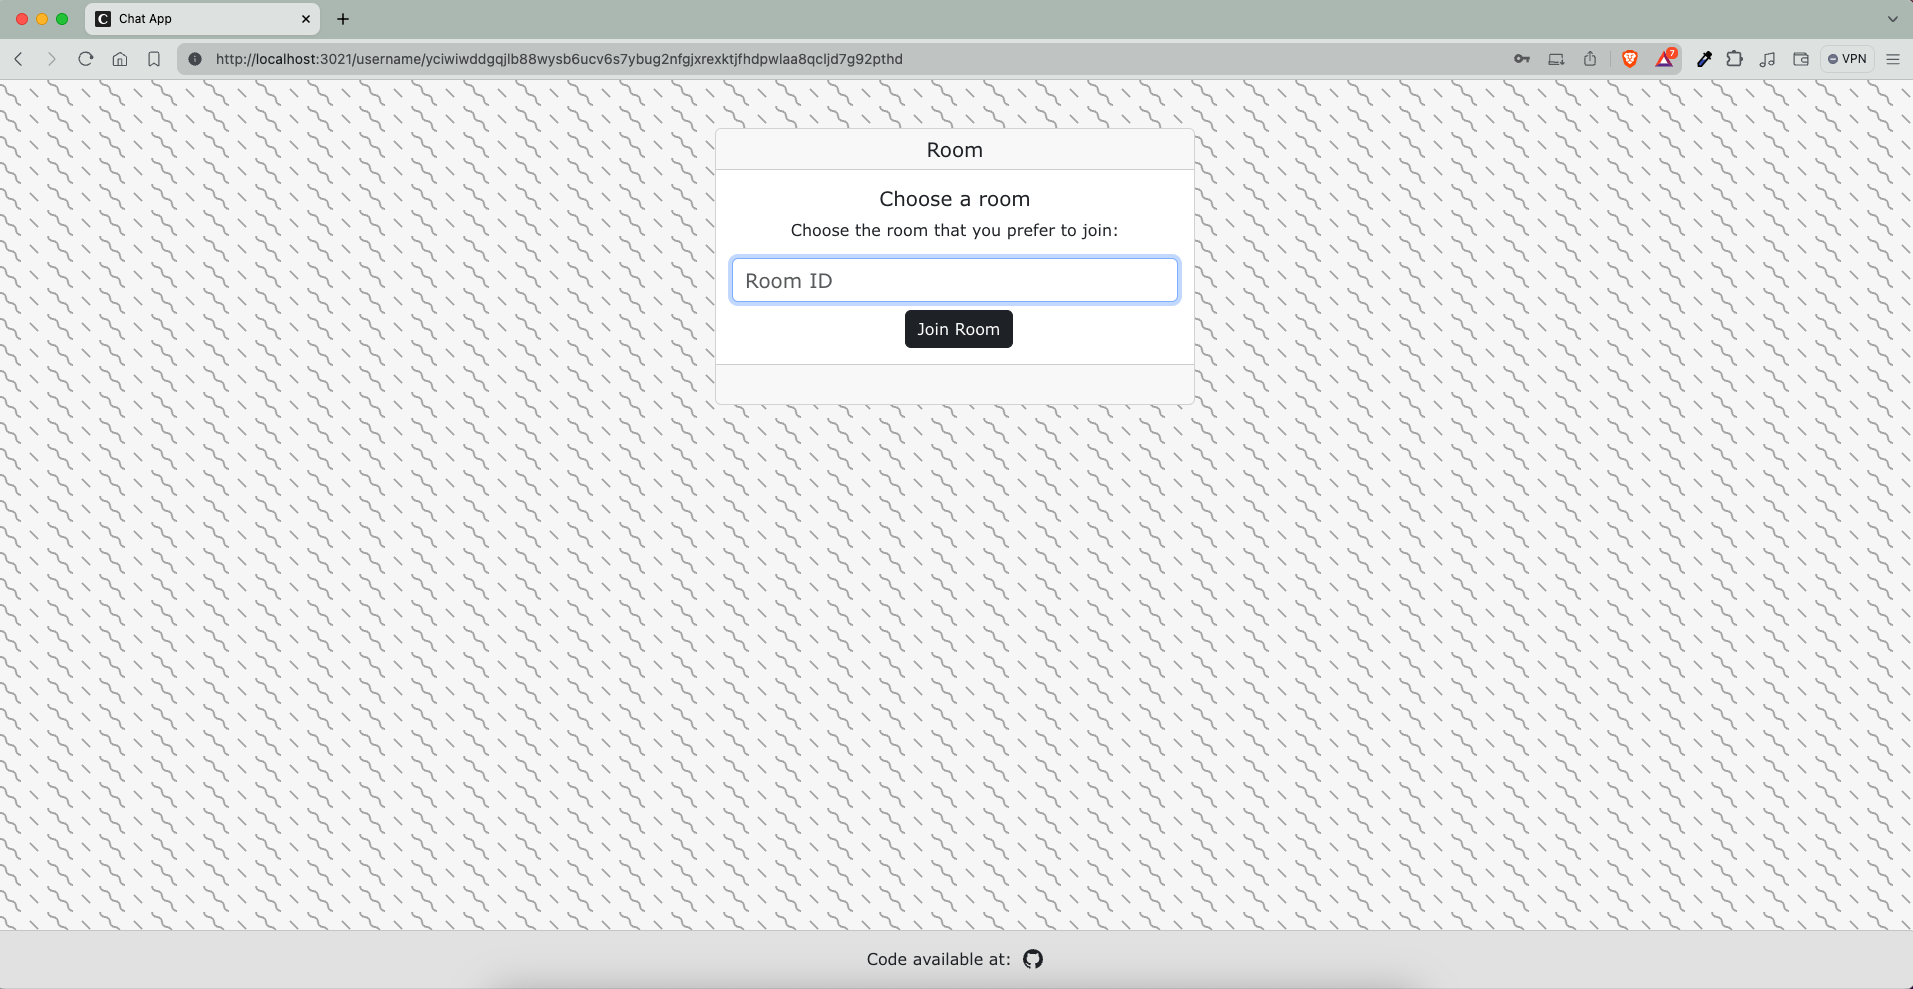 Chat App
http://localhost:3021/username/yciwiwddgqjlb88wysb6ucv6s7ybug2nfgjxrexktjfhdpwlaa8qcljd7g92pthd
7
VPN
Room
Choose a room
Choose the room that you prefer to join:
Room ID
Join Room
Code available at: